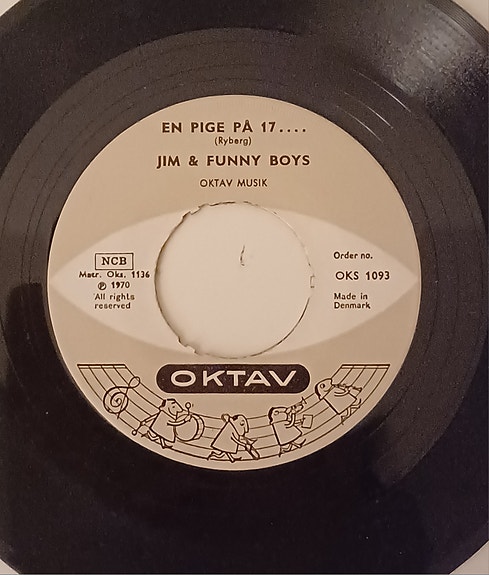 EN PIGE PÅ 17....
(Ryberg)
JIM & FUNNY BOYS
OKTAV MUSIK
NCB
Matr. Oks. 1136
℗ 1970
All rights
reserved
Order no.
OKS 1093
Made in
Denmark
OKTAV